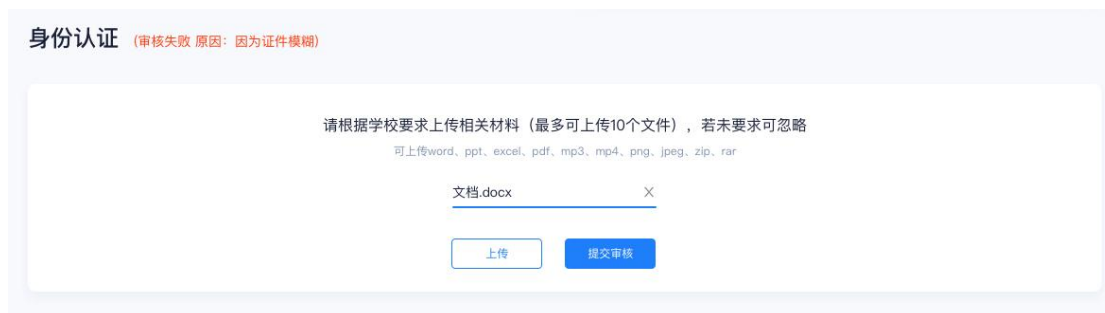 身份认证 (审核失败 原因：因为证件模糊)
请根据学校要求上传相关材料（最多可上传10个文件），若未要求可忽略
可上传word、ppt、excel、pdf、mp3、mp4、png、jpeg、zip、rar
文档.docx ×
上传 提交审核